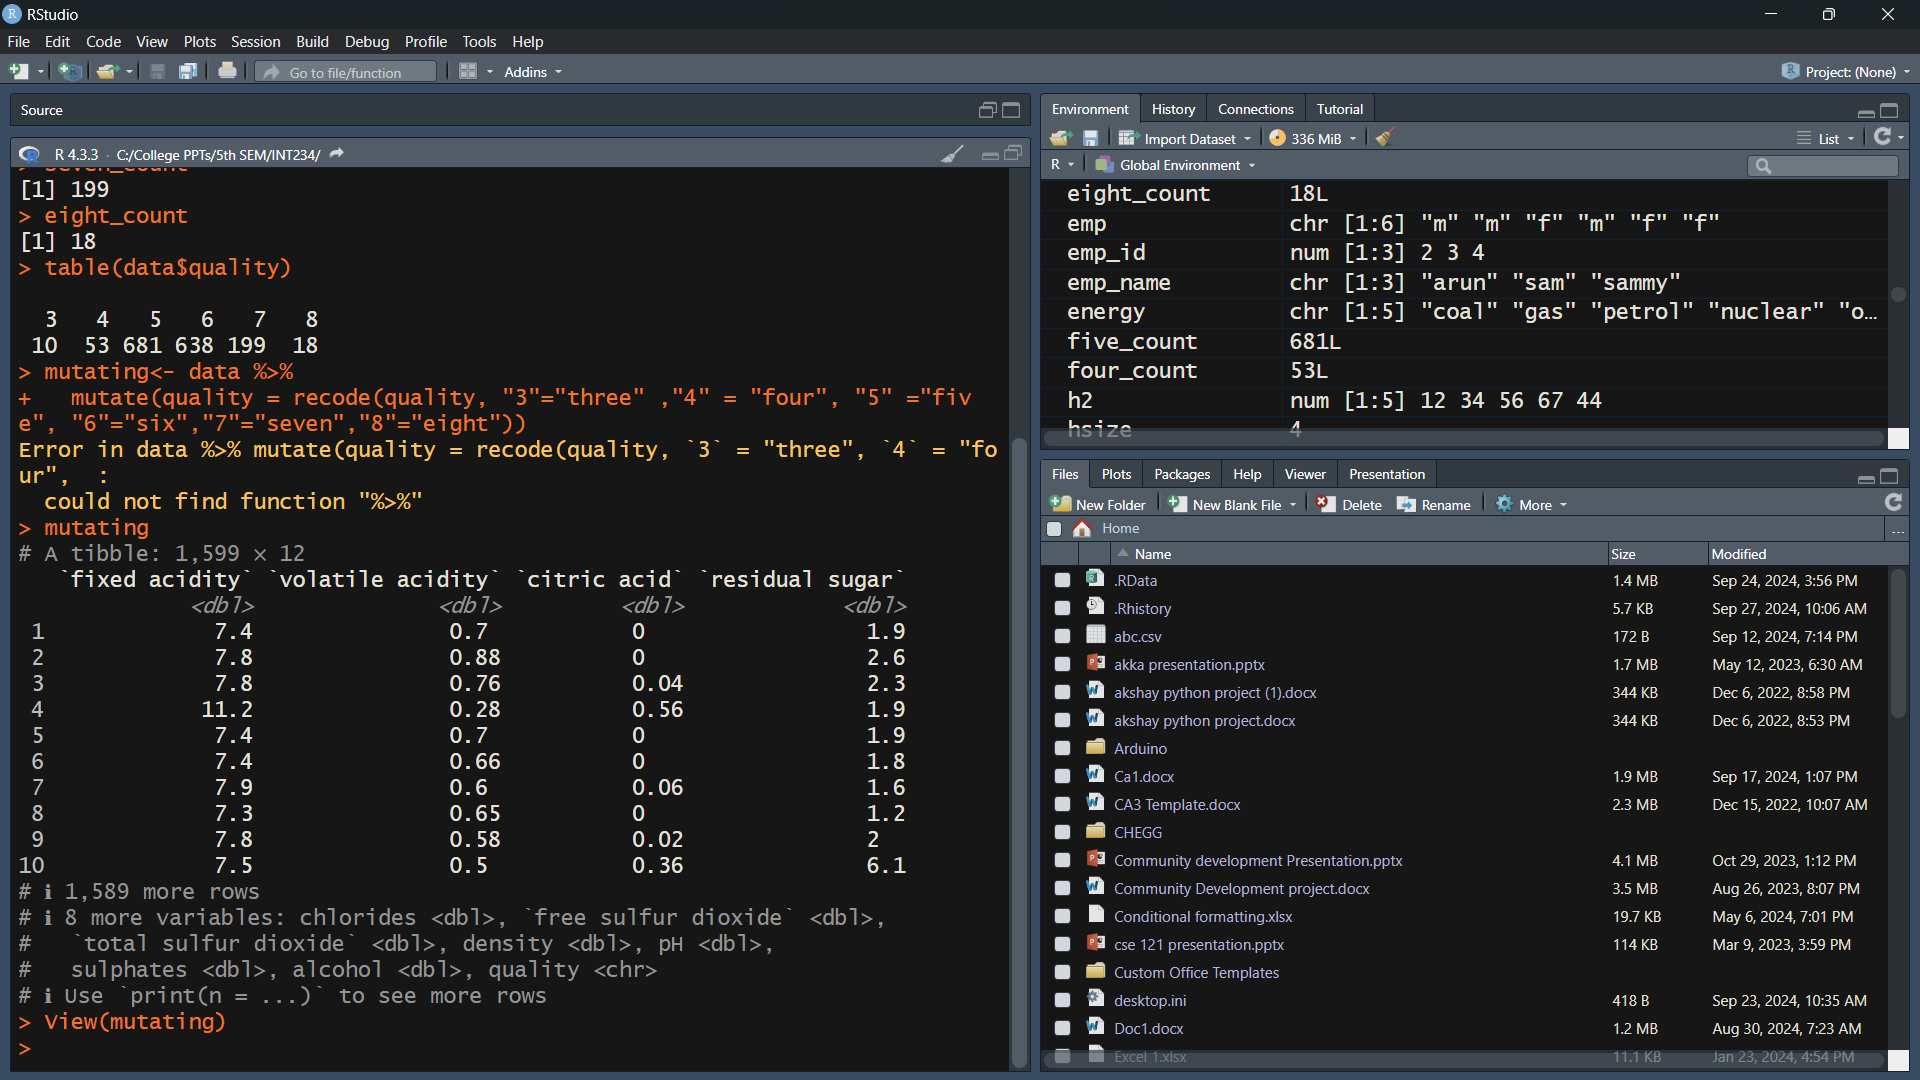 RStudio
File Edit Code View Plots Session Build Debug Profile Tools Help
Go to file/function Addins Project: (None)
Source
R 4.3.3 · C:/College PPTs/5th SEM/INT234/
> seven_count
[1] 199
> eight_count
[1] 18
> table(data$quality)
3 4 5 6 7 8
10 53 681 638 199 18
> mutating<- data %>%
+ mutate(quality = recode(quality, "3"="three" ,"4" = "four", "5" ="fiv
e", "6"="six","7"="seven","8"="eight"))
Error in data %>% mutate(quality = recode(quality, `3` = "three", `4` = "fo
ur", :
could not find function "%>%"
> mutating
# A tibble: 1,599 × 12
`fixed acidity` `volatile acidity` `citric acid` `residual sugar`
<dbl> <dbl> <dbl> <dbl>
1 7.4 0.7 0 1.9
2 7.8 0.88 0 2.6
3 7.8 0.76 0.04 2.3
4 11.2 0.28 0.56 1.9
5 7.4 0.7 0 1.9
6 7.4 0.66 0 1.8
7 7.9 0.6 0.06 1.6
8 7.3 0.65 0 1.2
9 7.8 0.58 0.02 2
10 7.5 0.5 0.36 6.1
# ℹ 1,589 more rows
# ℹ 8 more variables: chlorides <dbl>, `free sulfur dioxide` <dbl>,
# `total sulfur dioxide` <dbl>, density <dbl>, pH <dbl>,
# sulphates <dbl>, alcohol <dbl>, quality <chr>
# ℹ Use `print(n = ...)` to see more rows
> View(mutating)
>
Environment History Connections Tutorial
Import Dataset 336 MiB List
R Global Environment
eight_count 18L
emp chr [1:6] "m" "m" "f" "m" "f" "f"
emp_id num [1:3] 2 3 4
emp_name chr [1:3] "arun" "sam" "sammy"
energy chr [1:5] "coal" "gas" "petrol" "nuclear" "o...
five_count 681L
four_count 53L
h2 num [1:5] 12 34 56 67 44
hsize 4
Files Plots Packages Help Viewer Presentation
New Folder New Blank File Delete Rename More
Home ...
Name Size Modified
.RData 1.4 MB Sep 24, 2024, 3:56 PM
.Rhistory 5.7 KB Sep 27, 2024, 10:06 AM
abc.csv 172 B Sep 12, 2024, 7:14 PM
akka presentation.pptx 1.7 MB May 12, 2023, 6:30 AM
akshay python project (1).docx 344 KB Dec 6, 2022, 8:58 PM
akshay python project.docx 344 KB Dec 6, 2022, 8:53 PM
Arduino
Ca1.docx 1.9 MB Sep 17, 2024, 1:07 PM
CA3 Template.docx 2.3 MB Dec 15, 2022, 10:07 AM
CHEGG
Community development Presentation.pptx 4.1 MB Oct 29, 2023, 1:12 PM
Community Development project.docx 3.5 MB Aug 26, 2023, 8:07 PM
Conditional formatting.xlsx 19.7 KB May 6, 2024, 7:01 PM
cse 121 presentation.pptx 114 KB Mar 9, 2023, 3:59 PM
Custom Office Templates
desktop.ini 418 B Sep 23, 2024, 10:35 AM
Doc1.docx 1.2 MB Aug 30, 2024, 7:23 AM
Excel 1.xlsx 11.1 KB Jan 23, 2024, 4:54 PM